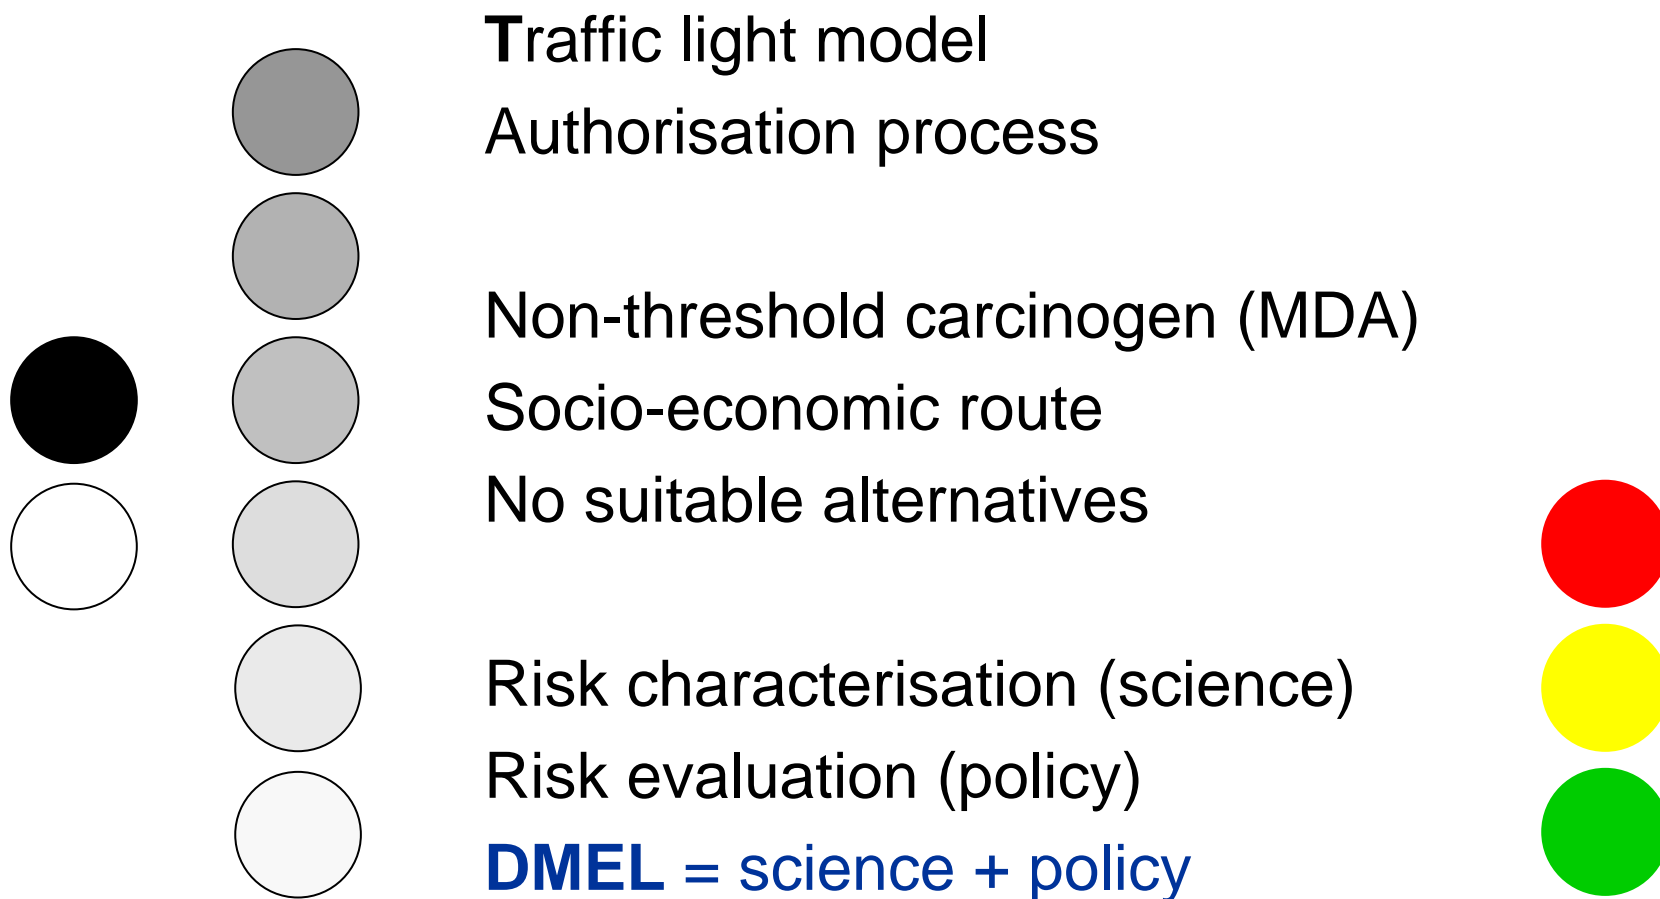 Traffic light model
Authorisation process
Non-threshold carcinogen (MDA)
Socio-economic route
No suitable alternatives
Risk characterisation (science)
Risk evaluation (policy)
DMEL = science + policy